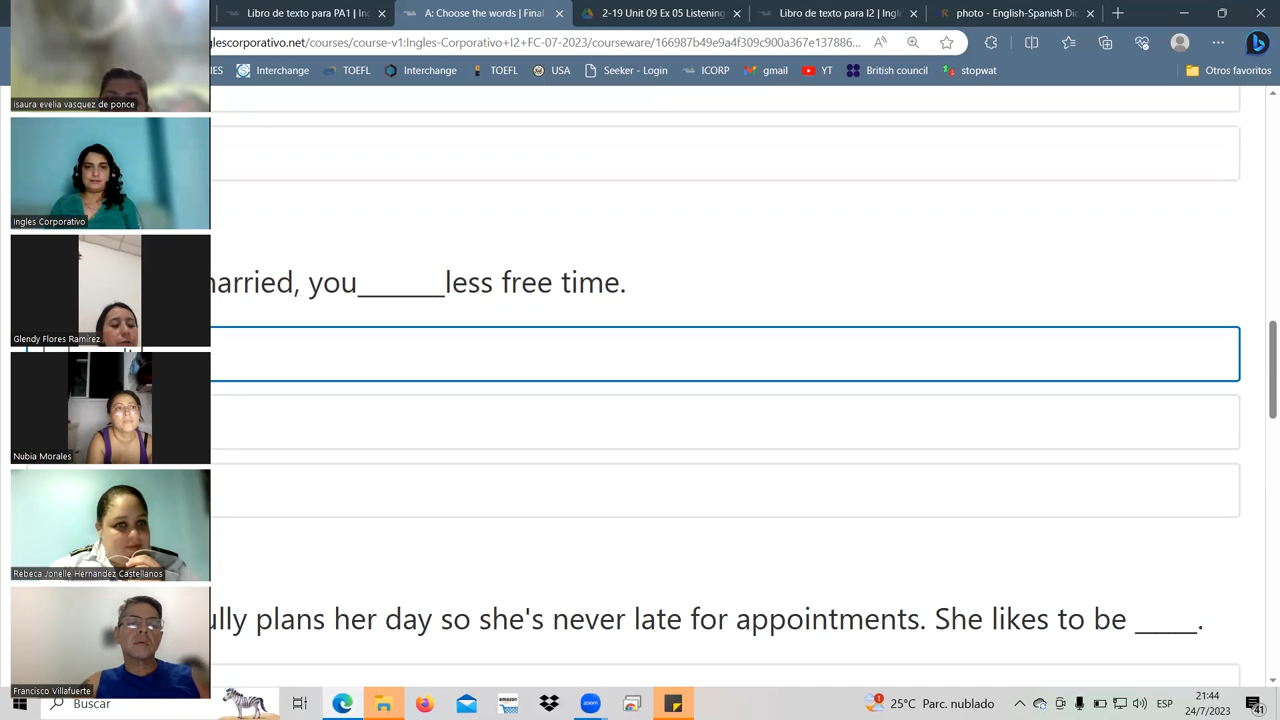 Libro de texto para PA1 | In
A: Choose the words | Final
2-19 Unit 09 Ex 05 Listening
Libro de texto para I2 | Ingl
photo - English-Spanish Dic
glescorporativo.net/courses/course-v1:Ingles-Corporativo+I2+FC-07-2023/courseware/166987b49e9a4f309c900a367e137886...
ES
Interchange
TOEFL
Interchange
TOEFL
USA
Seeker - Login
ICORP
gmail
YT
British council
stopwat
Otros favoritos
isaura evelia vasquez de ponce
Ingles Corporativo
married, you______less free time.
Glendy Flores Ramirez
Nubia Morales
Rebeca Jonelle Hernandez Castellanos
ully plans her day so she's never late for appointments. She likes to be ____.
Francisco Villafuerte
Buscar
25°C Parc. nublado
ESP
21:44
24/7/2023
41